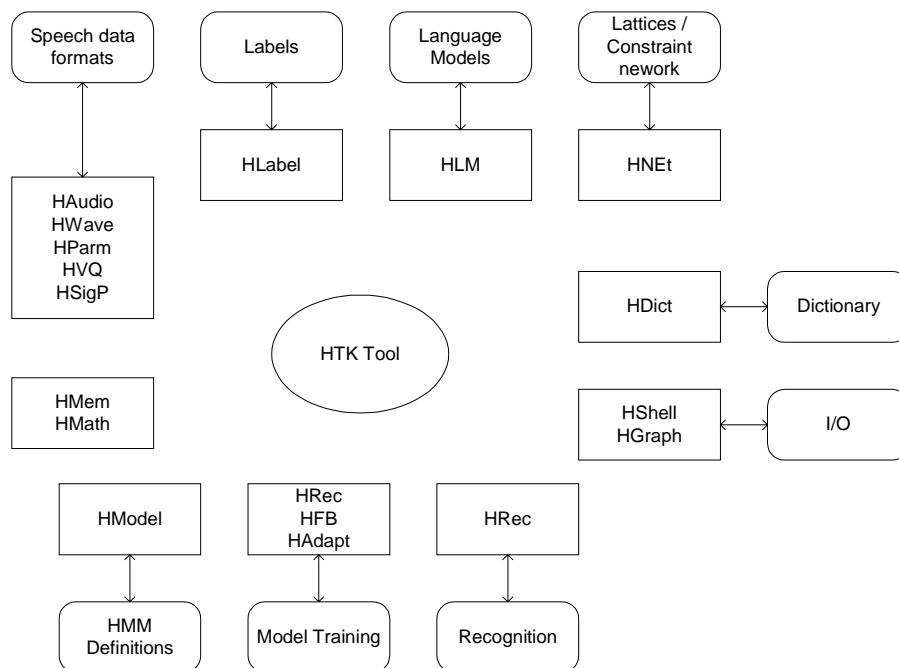 Speech data
formats
Labels
Language
Models
Lattices /
Constraint
nework
HLabel
HLM
HNEt
HAudio
HWave
HParm
HVQ
HSigP
HDict
Dictionary
HTK Tool
HMem
HMath
HShell
HGraph
I/O
HModel
HRec
HFB
HAdapt
HRec
HMM
Definitions
Model Training
Recognition